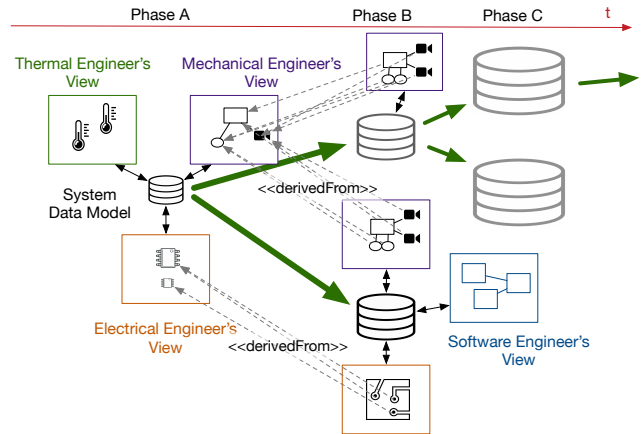 Phase A
Phase B
Phase C
t
Thermal Engineer's
View
Mechanical Engineer's
View
System
Data Model
<<derivedFrom>>
Electrical Engineer's
View
<<derivedFrom>>
Software Engineer's
View